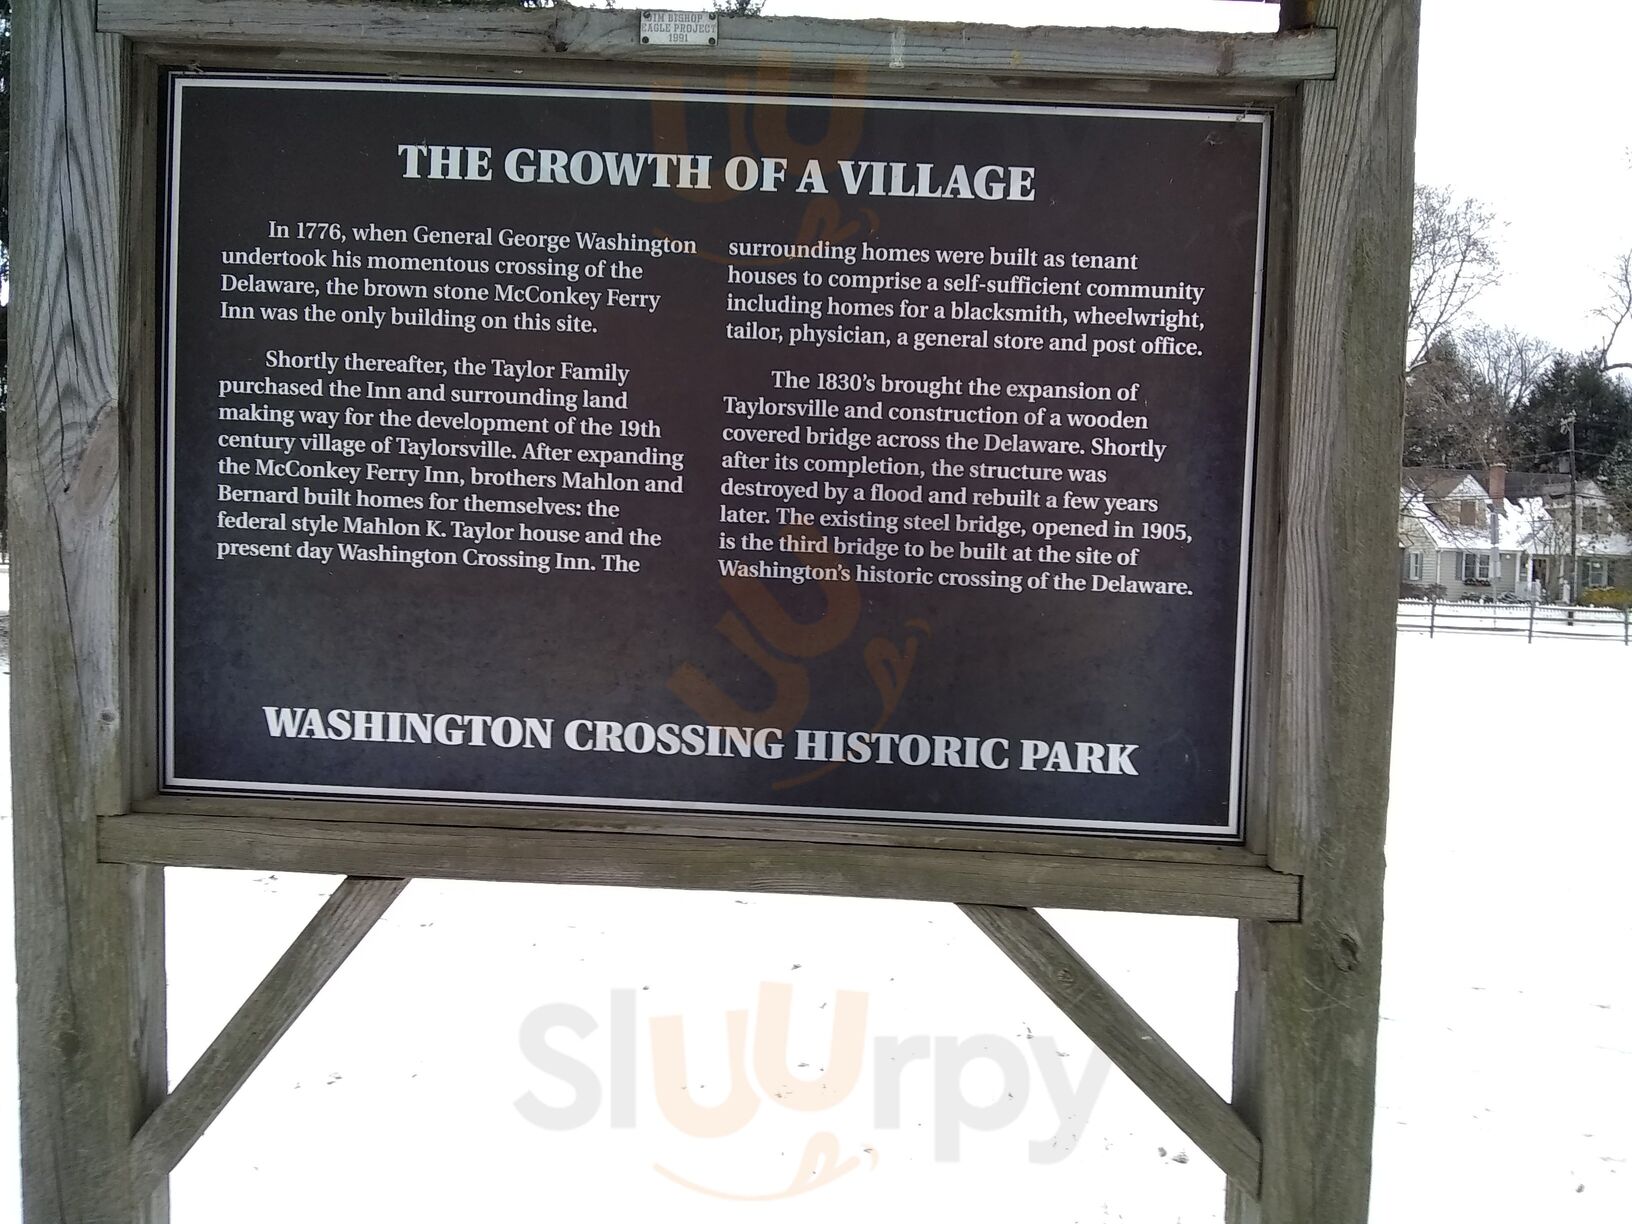 JIM BISHOP
EAGLE PROJECT
1991
THE GROWTH OF A VILLAGE
In 1776, when General George Washington
undertook his momentous crossing of the
Delaware, the brown stone McConkey Ferry
Inn was the only building on this site.
Shortly thereafter, the Taylor Family
purchased the Inn and surrounding land
making way for the development of the 19th
century village of Taylorsville. After expanding
the McConkey Ferry Inn, brothers Mahlon and
Bernard built homes for themselves: the
federal style Mahlon K. Taylor house and the
present day Washington Crossing Inn. The
surrounding homes were built as tenant
houses to comprise a self-sufficient community
including homes for a blacksmith, wheelwright,
tailor, physician, a general store and post office.
The 1830's brought the expansion of
Taylorsville and construction of a wooden
covered bridge across the Delaware. Shortly
after its completion, the structure was
destroyed by a flood and rebuilt a few years
later. The existing steel bridge, opened in 1905,
is the third bridge to be built at the site of
Washington's historic crossing of the Delaware.
WASHINGTON CROSSING HISTORIC PARK
Sluurpy